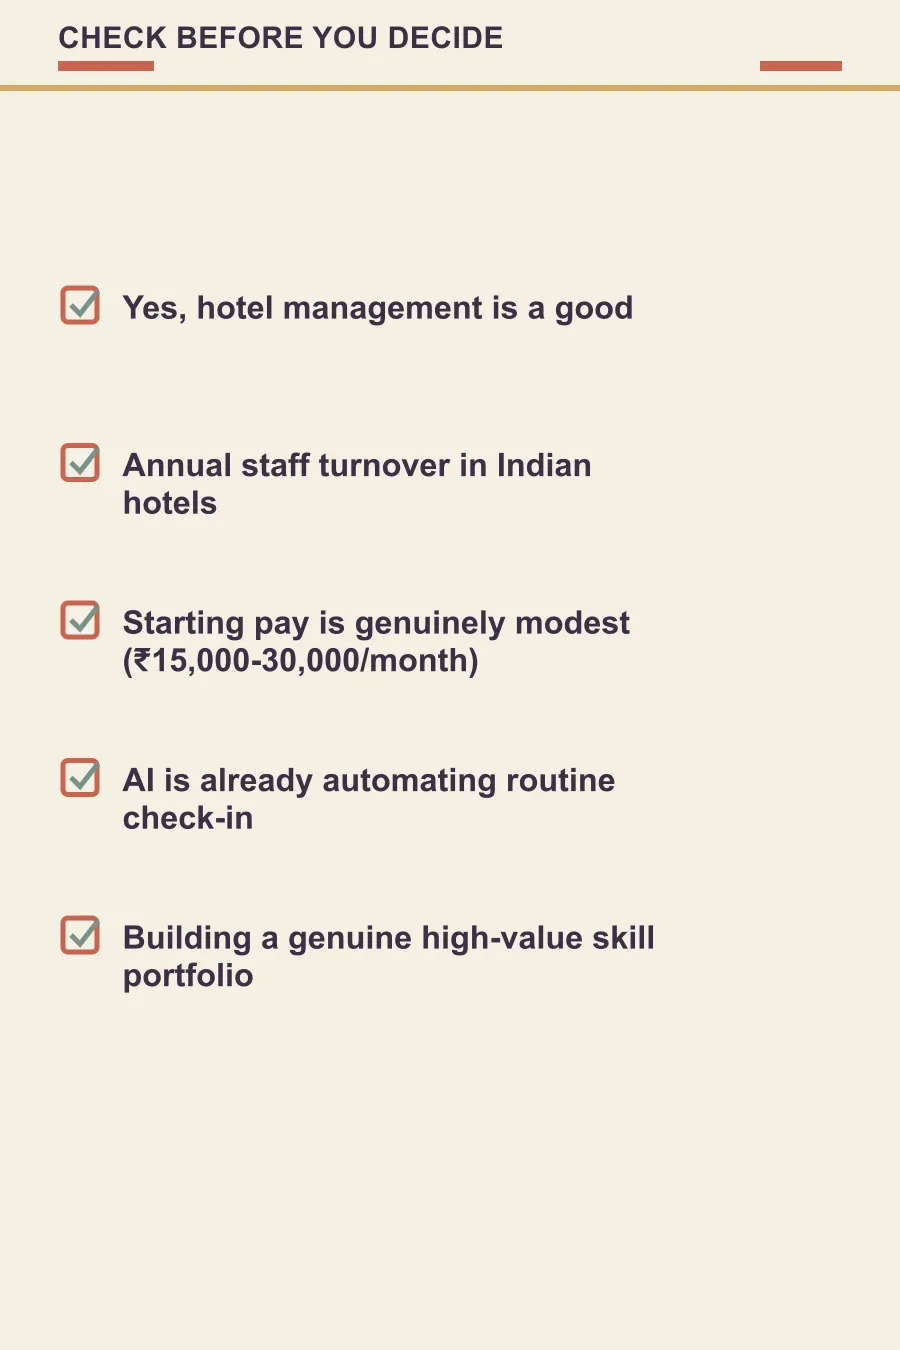 CHECK BEFORE YOU DECIDE
Yes, hotel management is a good
Annual staff turnover in Indian
hotels
Starting pay is genuinely modest
(₹15,000-30,000/month)
AI is already automating routine
check-in
Building a genuine high-value skill
portfolio